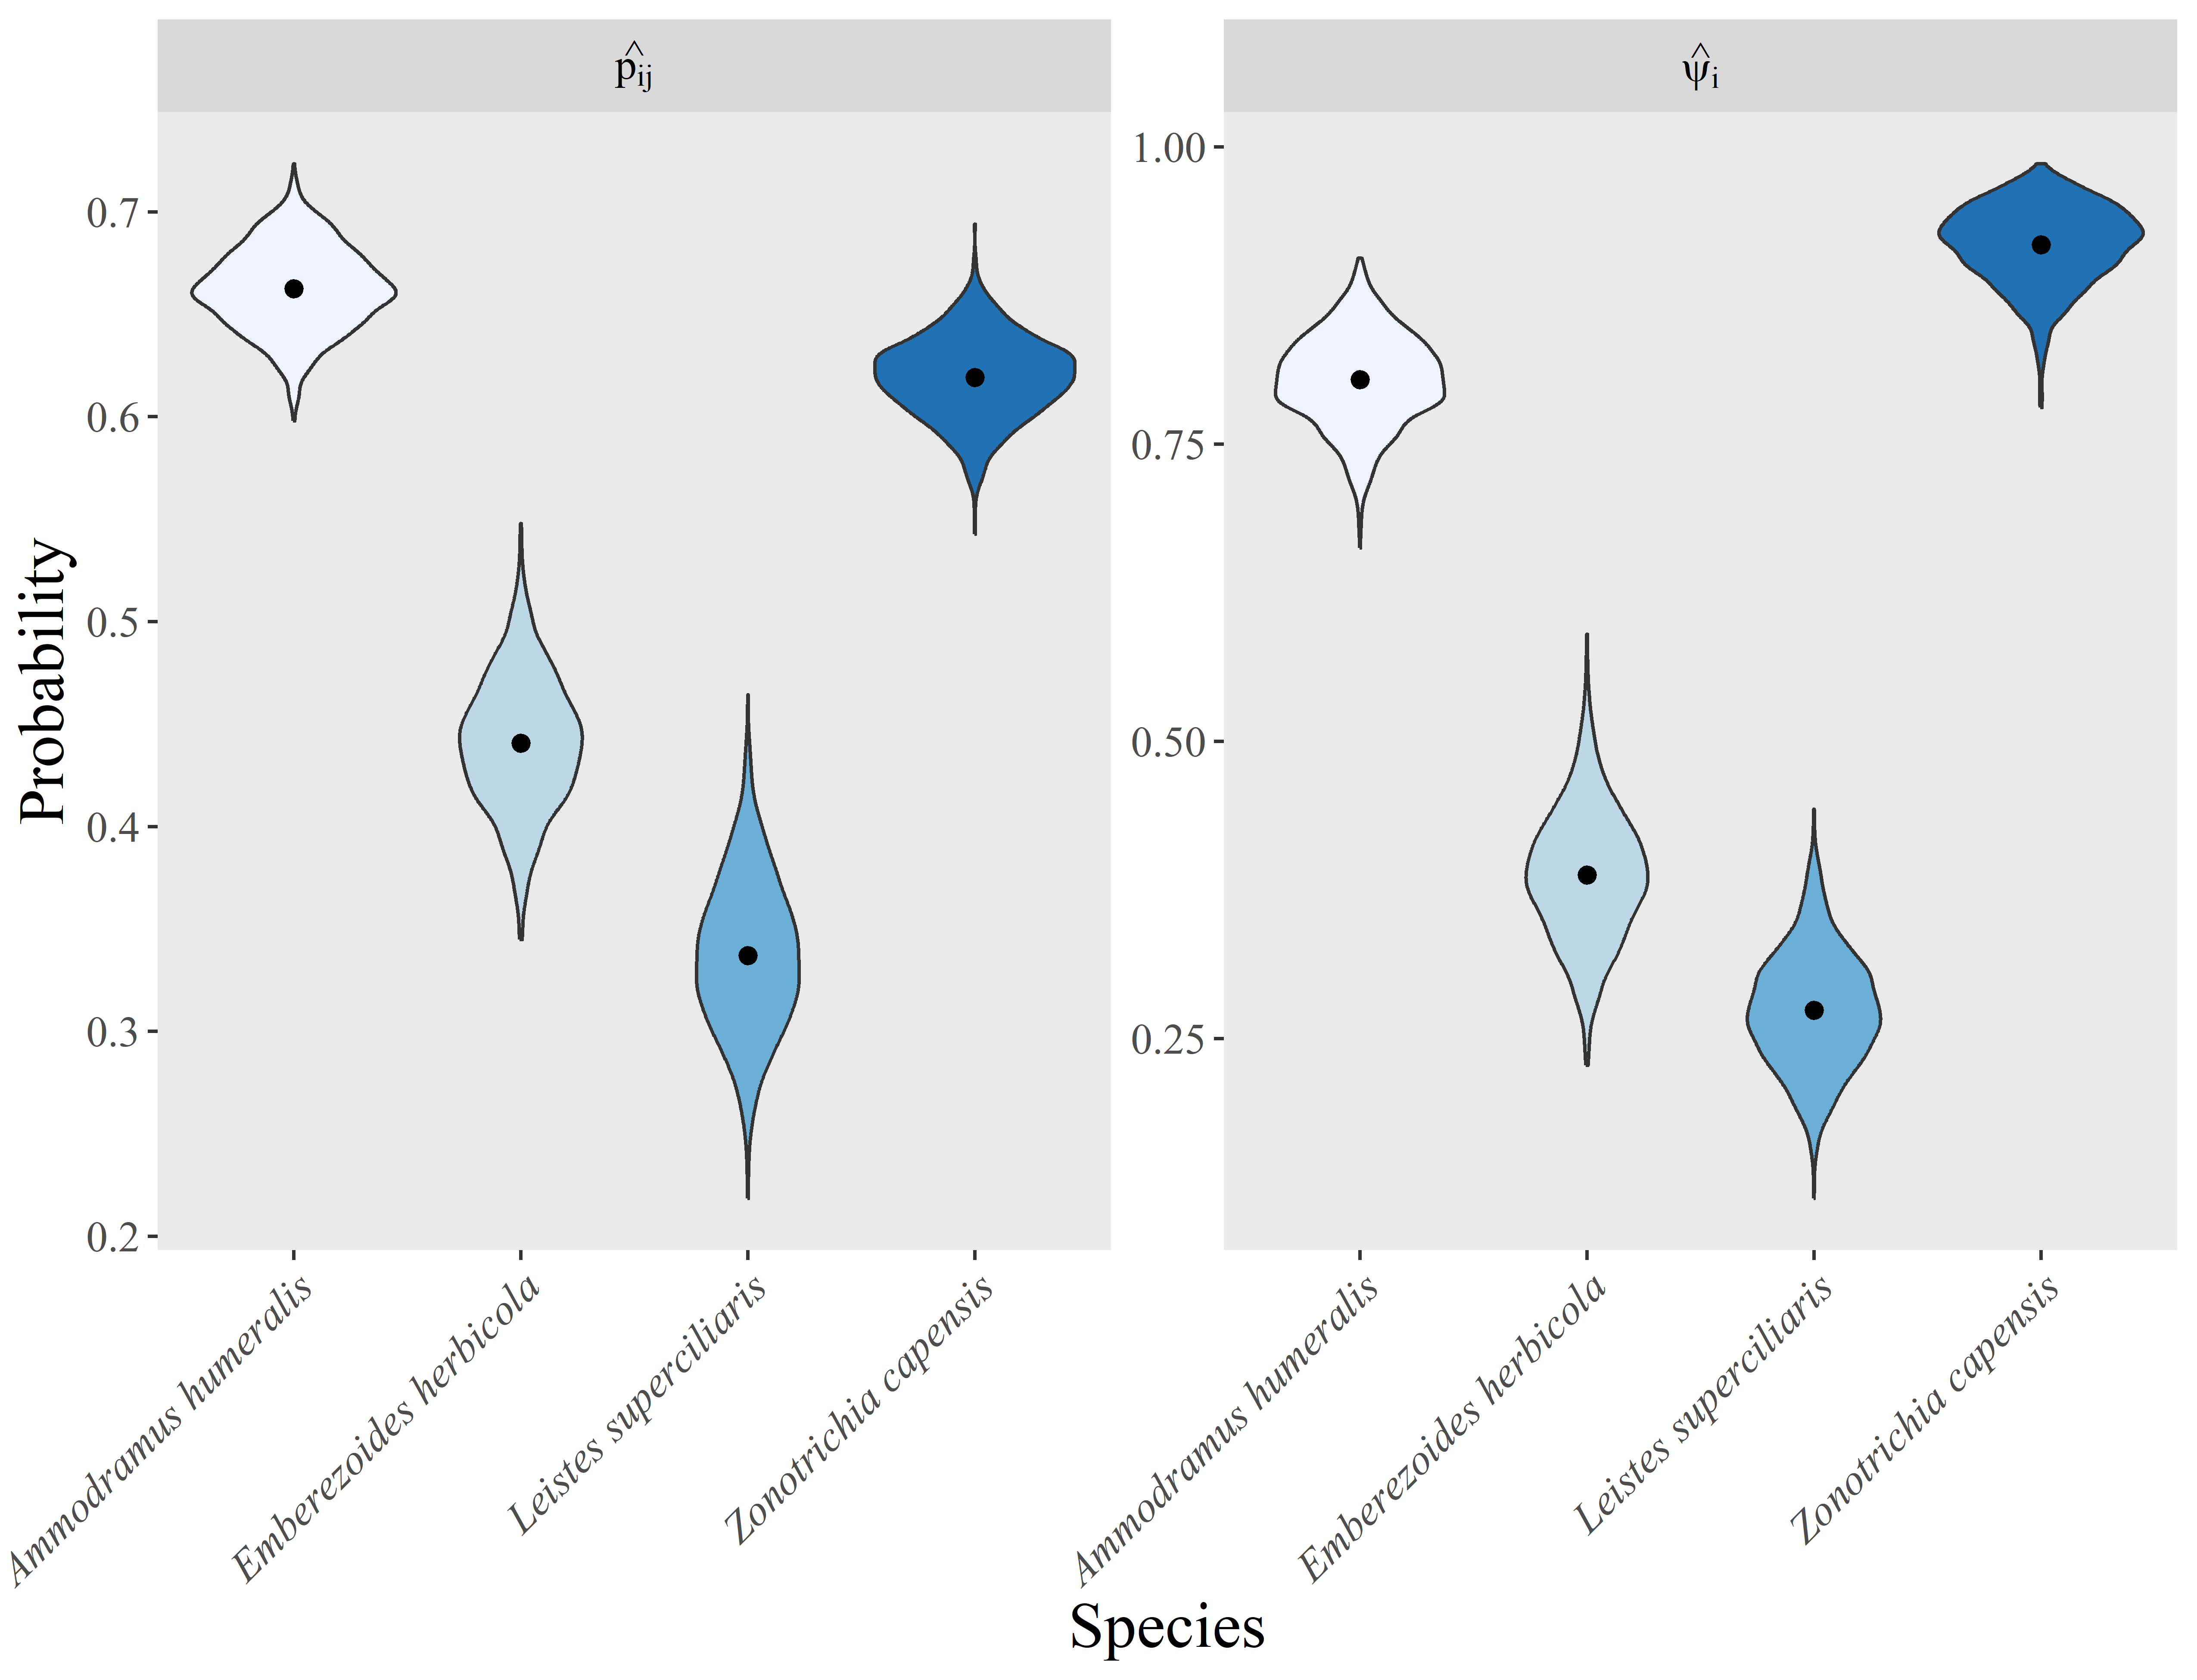 p̂ij
ψ̂i
Probability
0.7
0.6
0.5
0.4
0.3
0.2
1.00
0.75
0.50
0.25
Ammodramus humeralis
Emberezoides herbicola
Leistes superciliaris
Zonotrichia capensis
Ammodramus humeralis
Emberezoides herbicola
Leistes superciliaris
Zonotrichia capensis
Species